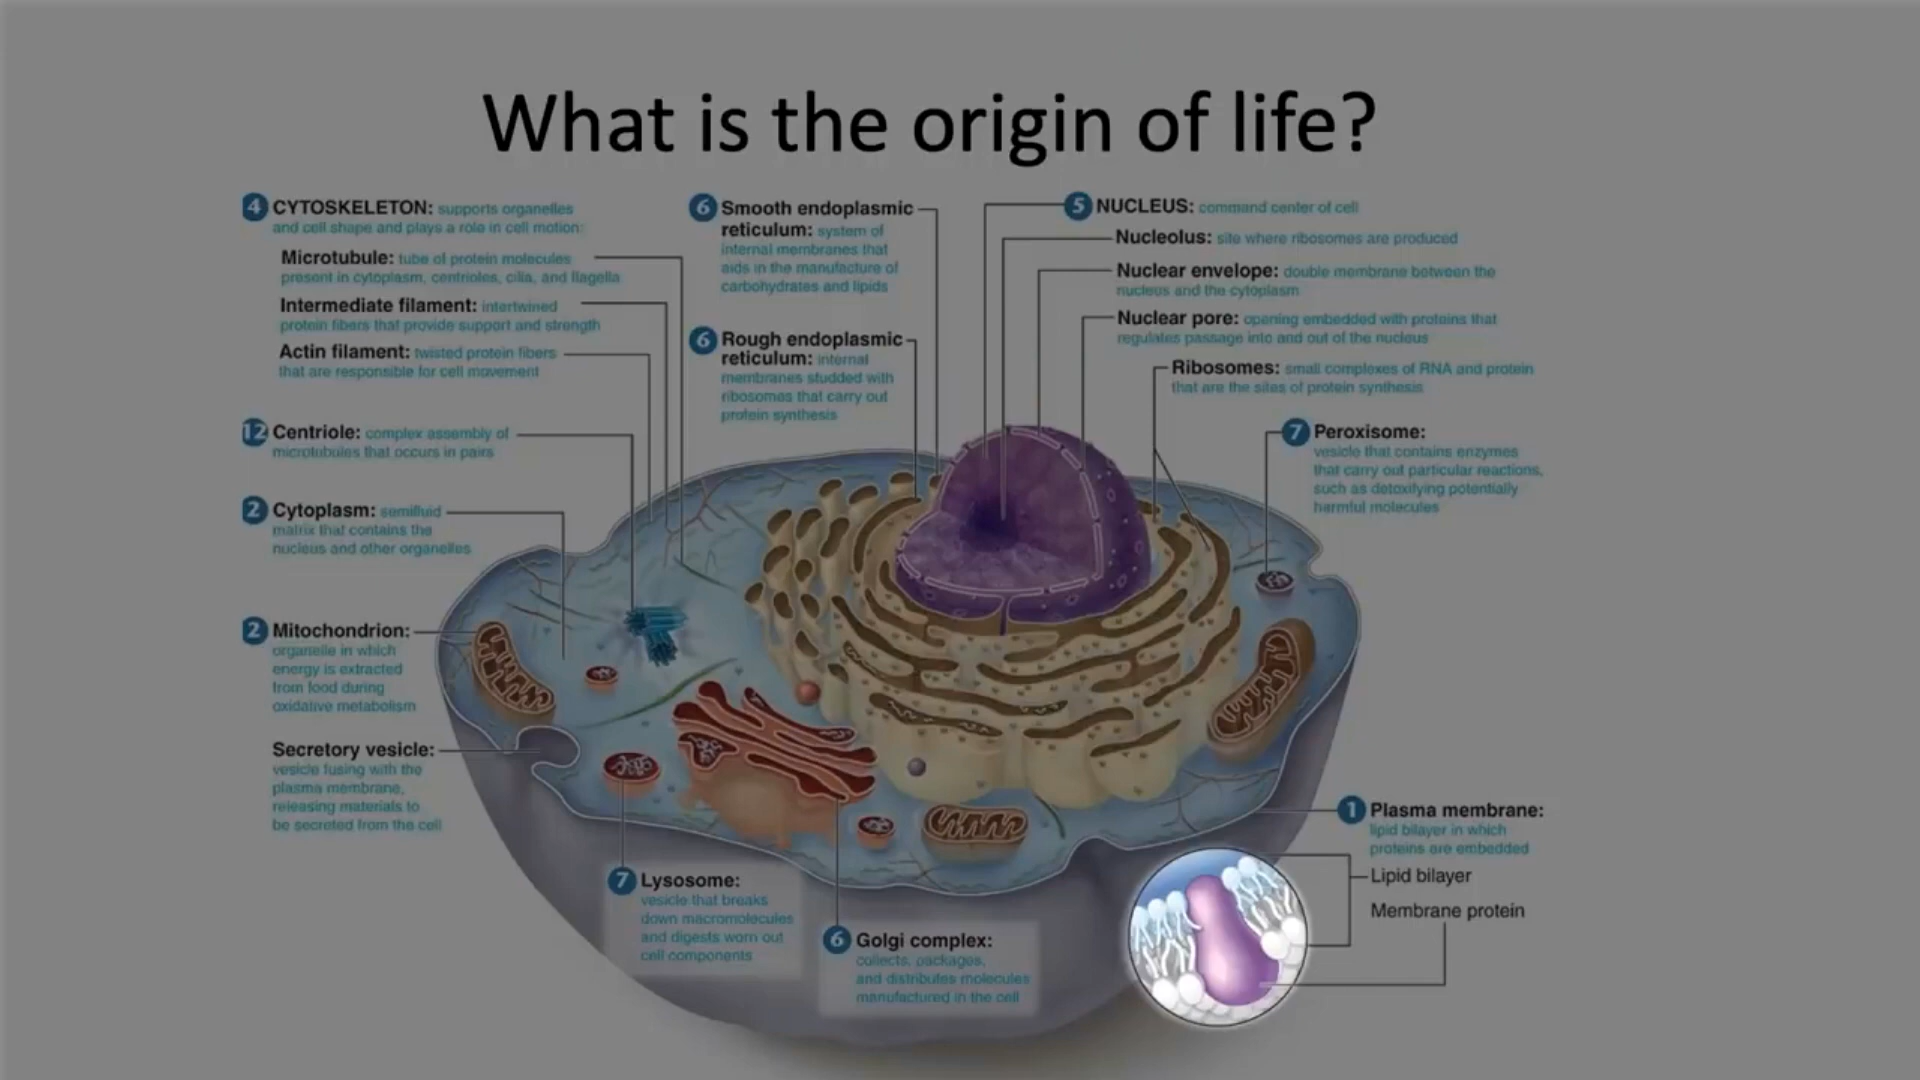 What is the origin of life?
4 CYTOSKELETON: supports organelles
and cell shape and plays a role in cell motion:
Microtubule: tube of protein molecules
present in cytoplasm, centrioles, cilia, and flagella
Intermediate filament: intertwined
protein fibers that provide support and strength
Actin filament: twisted protein fibers
that are responsible for cell movement
12 Centriole: complex assembly of
microtubules that occurs in pairs
2 Cytoplasm: semifluid
matrix that contains the
nucleus and other organelles
2 Mitochondrion:
organelle in which
energy is extracted
from food during
oxidative metabolism
Secretory vesicle:
vesicle fusing with the
plasma membrane,
releasing materials to
be secreted from the cell
6 Smooth endoplasmic
reticulum: system of
internal membranes that
aids in the manufacture of
carbohydrates and lipids
6 Rough endoplasmic
reticulum: internal
membranes studded with
ribosomes that carry out
protein synthesis
5 NUCLEUS: command center of cell
Nucleolus: site where ribosomes are produced
Nuclear envelope: double membrane between the
nucleus and the cytoplasm
Nuclear pore: opening embedded with proteins that
regulates passage into and out of the nucleus
Ribosomes: small complexes of RNA and protein
that are the sites of protein synthesis
7 Peroxisome:
vesicle that contains enzymes
that carry out particular reactions,
such as detoxifying potentially
harmful molecules
7 Lysosome:
vesicle that breaks
down macromolecules
and digests worn out
cell components
6 Golgi complex:
collects, packages,
and distributes molecules
manufactured in the cell
1 Plasma membrane:
lipid bilayer in which
proteins are embedded
Lipid bilayer
Membrane protein